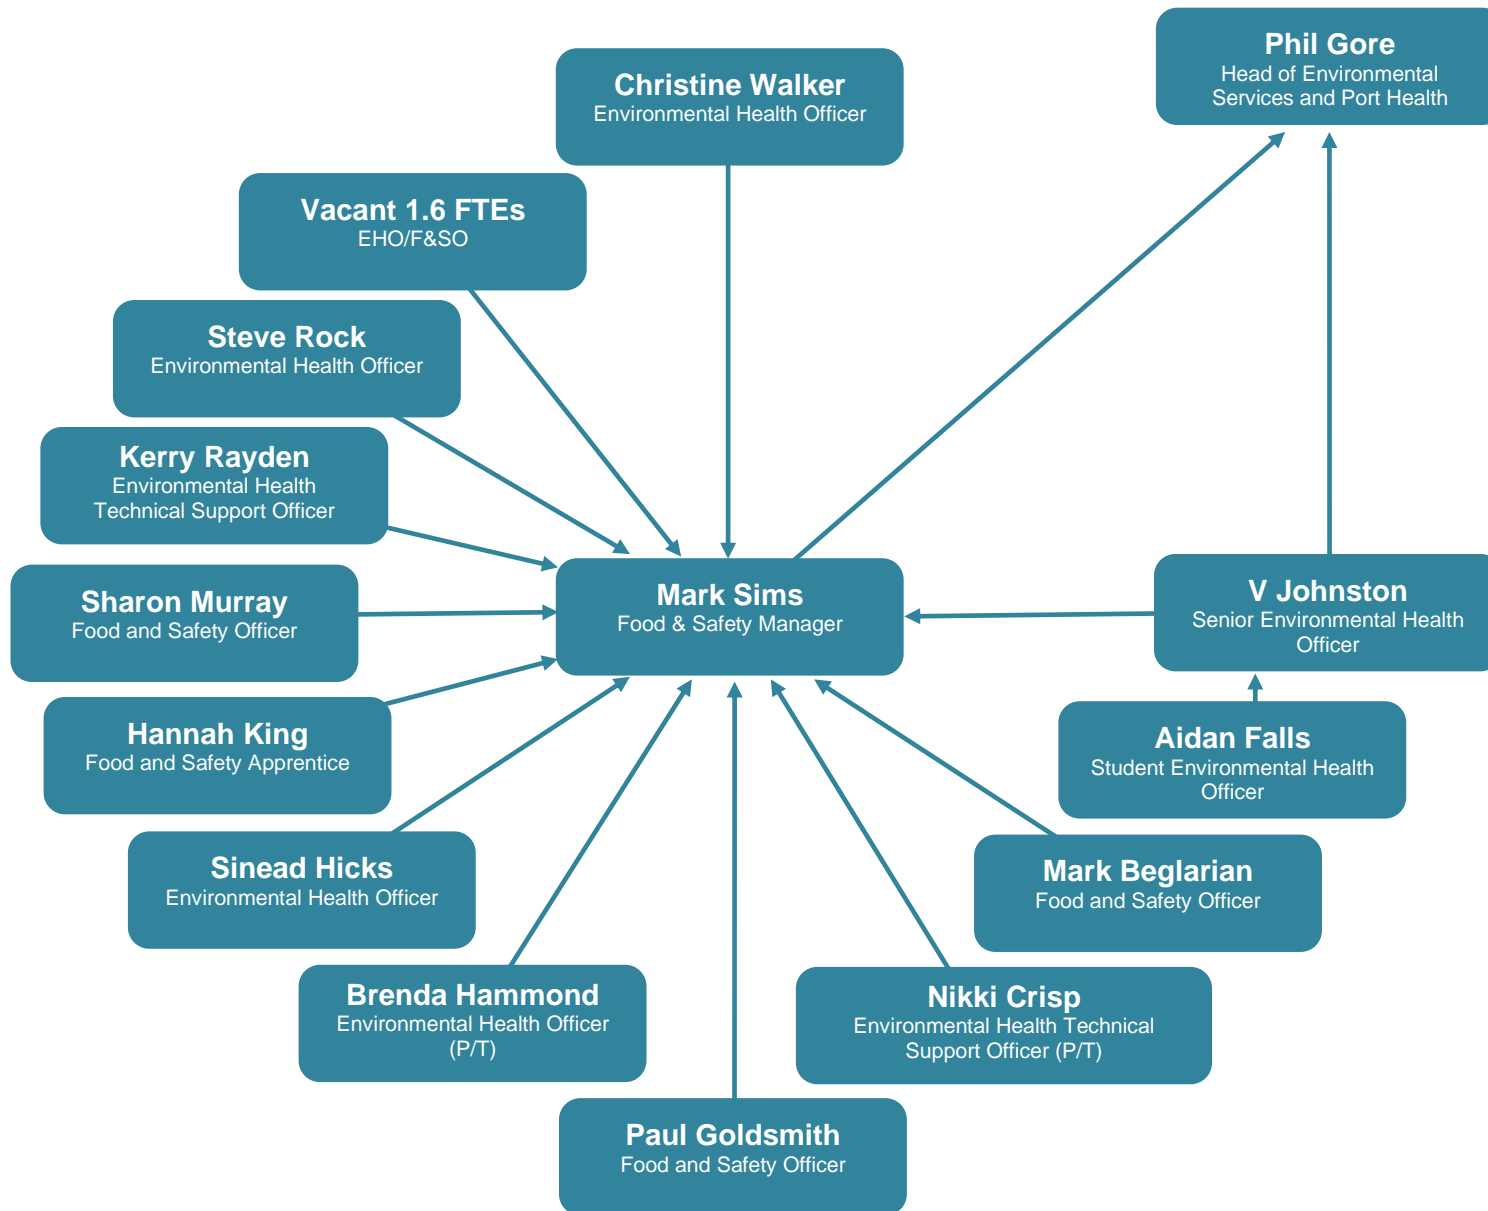 Phil Gore
Head of Environmental
Services and Port Health
Christine Walker
Environmental Health Officer
Vacant 1.6 FTEs
EHO/F&SO
Steve Rock
Environmental Health Officer
Kerry Rayden
Environmental Health
Technical Support Officer
Sharon Murray
Food and Safety Officer
Mark Sims
Food & Safety Manager
V Johnston
Senior Environmental Health
Officer
Hannah King
Food and Safety Apprentice
Aidan Falls
Student Environmental Health
Officer
Sinead Hicks
Environmental Health Officer
Mark Beglarian
Food and Safety Officer
Brenda Hammond
Environmental Health Officer
(P/T)
Nikki Crisp
Environmental Health Technical
Support Officer (P/T)
Paul Goldsmith
Food and Safety Officer